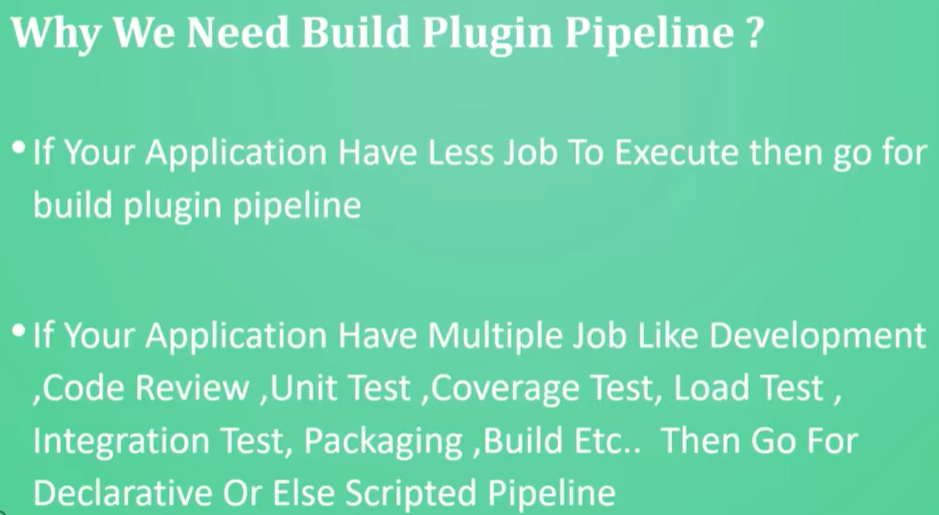 Why We Need Build Plugin Pipeline ?
•If Your Application Have Less Job To Execute then go for
build plugin pipeline
•If Your Application Have Multiple Job Like Development
,Code Review ,Unit Test ,Coverage Test, Load Test ,
Integration Test, Packaging ,Build Etc..  Then Go For
Declarative Or Else Scripted Pipeline